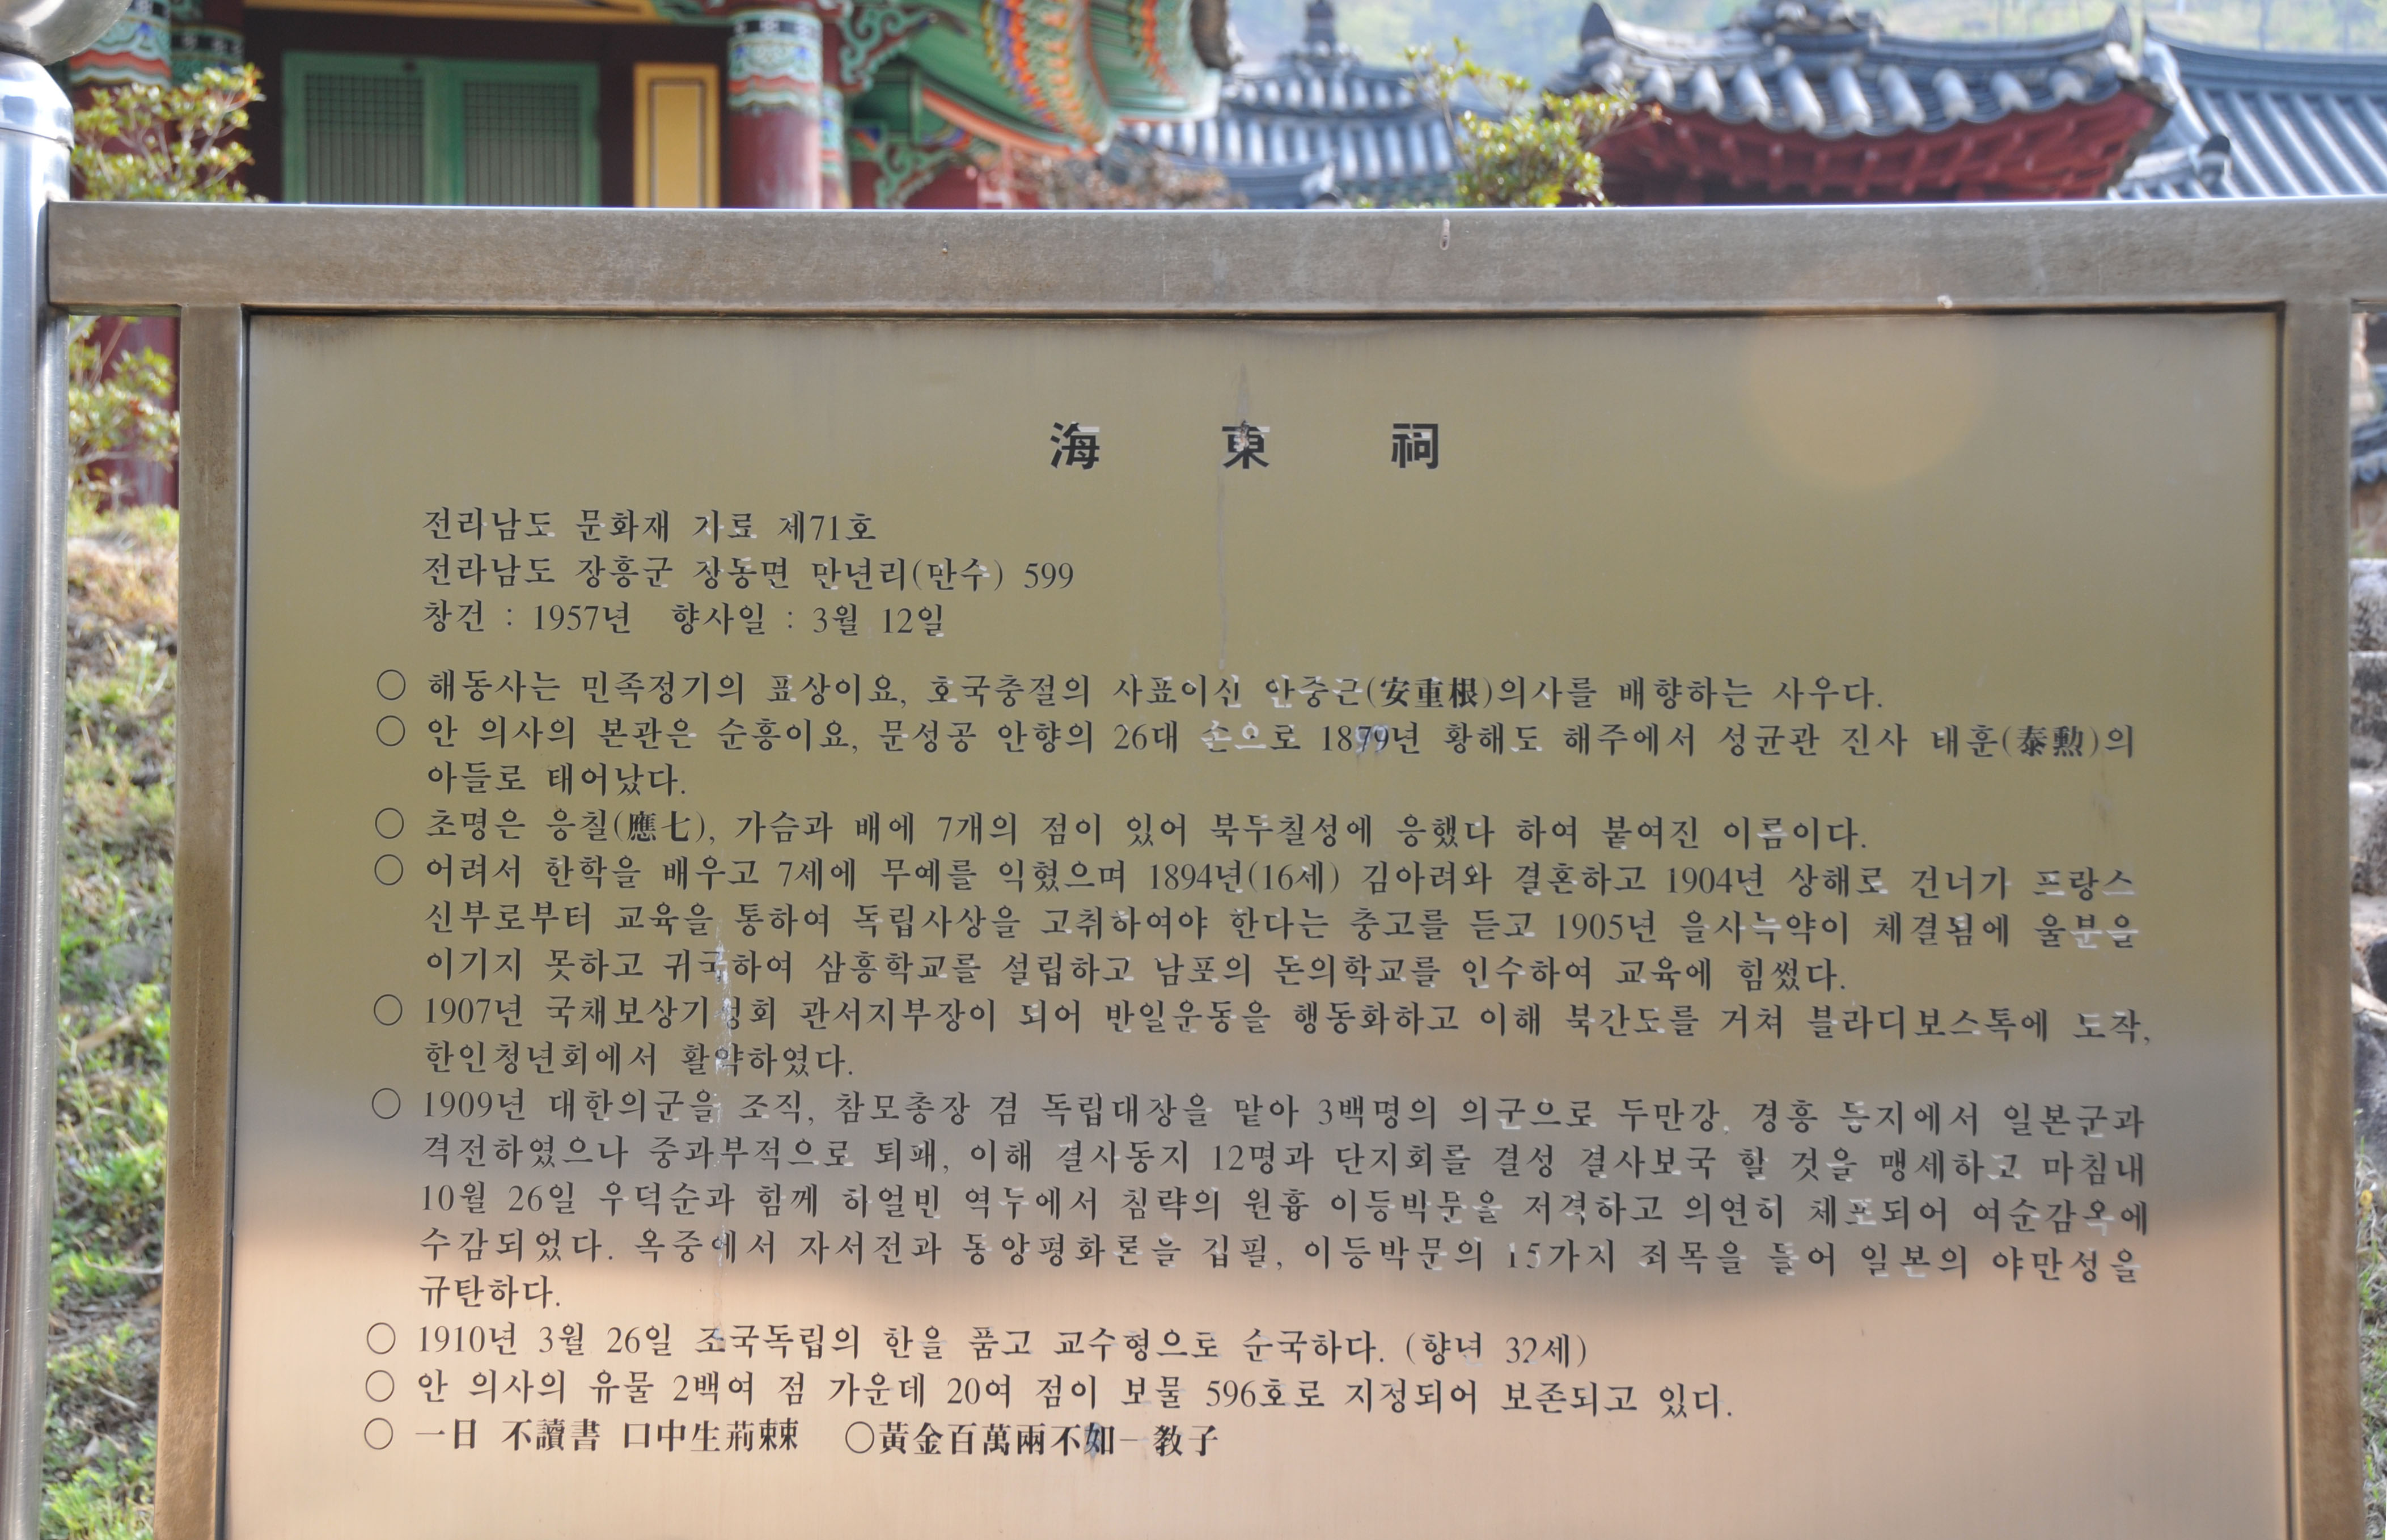 海 東 祠
전라남도 문화재 자료 제71호
전라남도 장흥군 장동면 만년리(만수) 599
창건 : 1957년 향사일 : 3월 12일
○ 해동사는 민족정기의 표상이요, 호국충절의 사표이신 안중근(安重根)의사를 배향하는 사우다.
○ 안 의사의 본관은 순흥이요, 문성공 안향의 26대 손으로 1879년 황해도 해주에서 성균관 진사 태훈(泰勳)의
아들로 태어났다.
○ 초명은 응칠(應七), 가슴과 배에 7개의 점이 있어 북두칠성에 응했다 하여 붙여진 이름이다.
○ 어려서 한학을 배우고 7세에 무예를 익혔으며 1894년(16세) 김아려와 결혼하고 1904년 상해로 건너가 프랑스
신부로부터 교육을 통하여 독립사상을 고취하여야 한다는 충고를 듣고 1905년 을사늑약이 체결됨에 울분을
이기지 못하고 귀국하여 삼흥학교를 설립하고 남포의 돈의학교를 인수하여 교육에 힘썼다.
○ 1907년 국채보상기성회 관서지부장이 되어 반일운동을 행동화하고 이해 북간도를 거쳐 블라디보스톡에 도착,
한인청년회에서 활약하였다.
○ 1909년 대한의군을 조직, 참모총장 겸 독립대장을 맡아 3백명의 의군으로 두만강, 경흥 등지에서 일본군과
격전하였으나 중과부적으로 퇴패, 이해 결사동지 12명과 단지회를 결성 결사보국 할 것을 맹세하고 마침내
10월 26일 우덕순과 함께 하얼빈 역두에서 침략의 원흉 이등박문을 저격하고 의연히 체포되어 여순감옥에
수감되었다. 옥중에서 자서전과 동양평화론을 집필, 이등박문의 15가지 죄목을 들어 일본의 야만성을
규탄하다.
○ 1910년 3월 26일 조국독립의 한을 품고 교수형으로 순국하다. (향년 32세)
○ 안 의사의 유물 2백여 점 가운데 20여 점이 보물 596호로 지정되어 보존되고 있다.
○ 一日 不讀書 口中生荊棘 ○黃金百萬兩不如一敎子